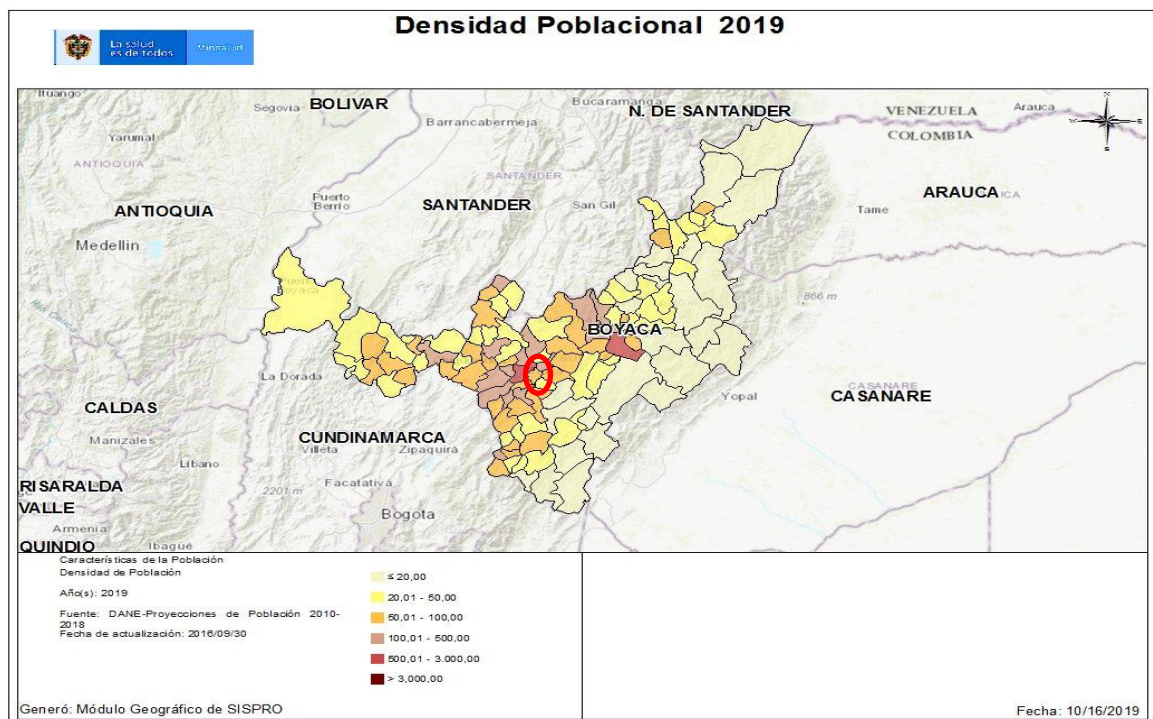 Densidad Poblacional 2019
La salud
es de todos
Minsalud
Ituango
Segovia
BOLIVAR
Bucaramanga
N. DE SANTANDER
VENEZUELA
Arauca
N
W
E
S
COLOMBIA
Yarumal
Barrancabermeja
ANTIOQUIA
SANTANDER
Puerto
Berrío
SANTANDER
San Gil
ARAUCA
ANTIOQUIA
Tame
Medellin
866 m
BOYACA
La Dorada
CASANARE
CASANARE
Yopal
CALDAS
CUNDINAMARCA
Manizales
Villeta
Zipaquirá
Líbano
Facatativá
RISARALDA
2201 m
VALLE
Bogota
Armenia
QUINDIO
Ibagué
Características de la Población
Densidad de Población
Año(s): 2019
Fuente: DANE-Proyecciones de Población 2010-
2018
Fecha de actualización: 2016/09/30
≤ 20,00
20,01 - 50,00
50,01 - 100,00
100,01 - 500,00
500,01 - 3.000,00
> 3,000,00
Generó: Módulo Geográfico de SISPRO
Fecha: 10/16/2019